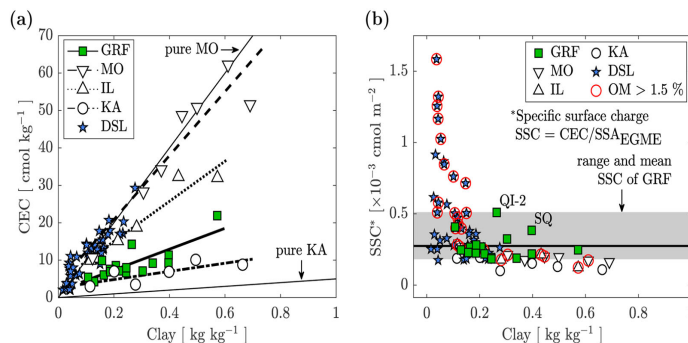 (a)
CEC [ cmol kg⁻¹ ]
70
60
50
40
30
20
10
0
0
0.2
0.4
0.6
0.8
1
Clay [ kg kg⁻¹ ]
GRF
MO
IL
KA
DSL
pure MO
pure KA
(b)
SSC* [×10⁻³ cmol m⁻²]
1.5
1
0.5
0
0
0.2
0.4
0.6
0.8
1
Clay [ kg kg⁻¹ ]
GRF
KA
MO
DSL
IL
OM > 1.5 %
*Specific surface charge
SSC = CEC/SSA_EGME
range and mean
SSC of GRF
QI-2
SQ